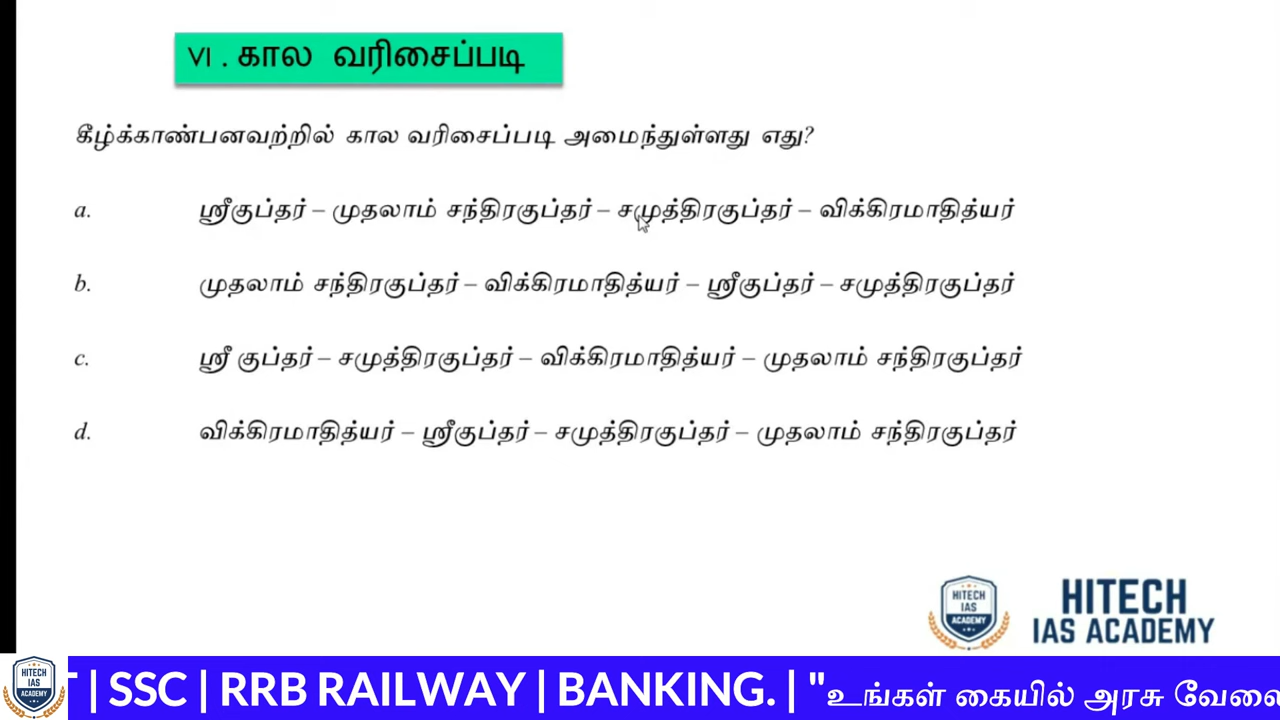 VI . கால வரிசைப்படி
கீழ்க்காண்பனவற்றில் கால வரிசைப்படி அமைந்துள்ளது எது?
a. ஸ்ரீகுப்தர் – முதலாம் சந்திரகுப்தர் – சமுத்திரகுப்தர் – விக்கிரமாதித்யர்
b. முதலாம் சந்திரகுப்தர் – விக்கிரமாதித்யர் – ஸ்ரீகுப்தர் – சமுத்திரகுப்தர்
c. ஸ்ரீ குப்தர் – சமுத்திரகுப்தர் – விக்கிரமாதித்யர் – முதலாம் சந்திரகுப்தர்
d. விக்கிரமாதித்யர் – ஸ்ரீகுப்தர் – சமுத்திரகுப்தர் – முதலாம் சந்திரகுப்தர்
HITECH
IAS
ACADEMY
HITECH
IAS ACADEMY
HITECH
IAS
ACADEMY
T | SSC | RRB RAILWAY | BANKING. | "உங்கள் கையில் அரசு வேலை